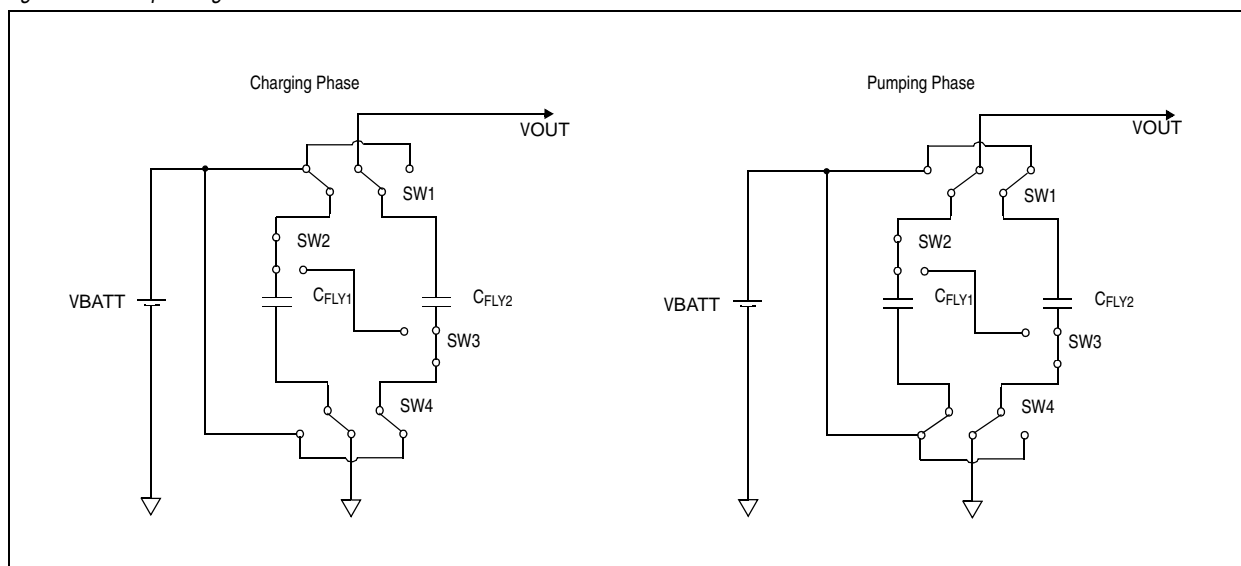 Charging Phase
VOUT
SW1
SW2
VBATT
CFLY1
CFLY2
SW3
SW4
Pumping Phase
VOUT
SW1
SW2
VBATT
CFLY1
CFLY2
SW3
SW4